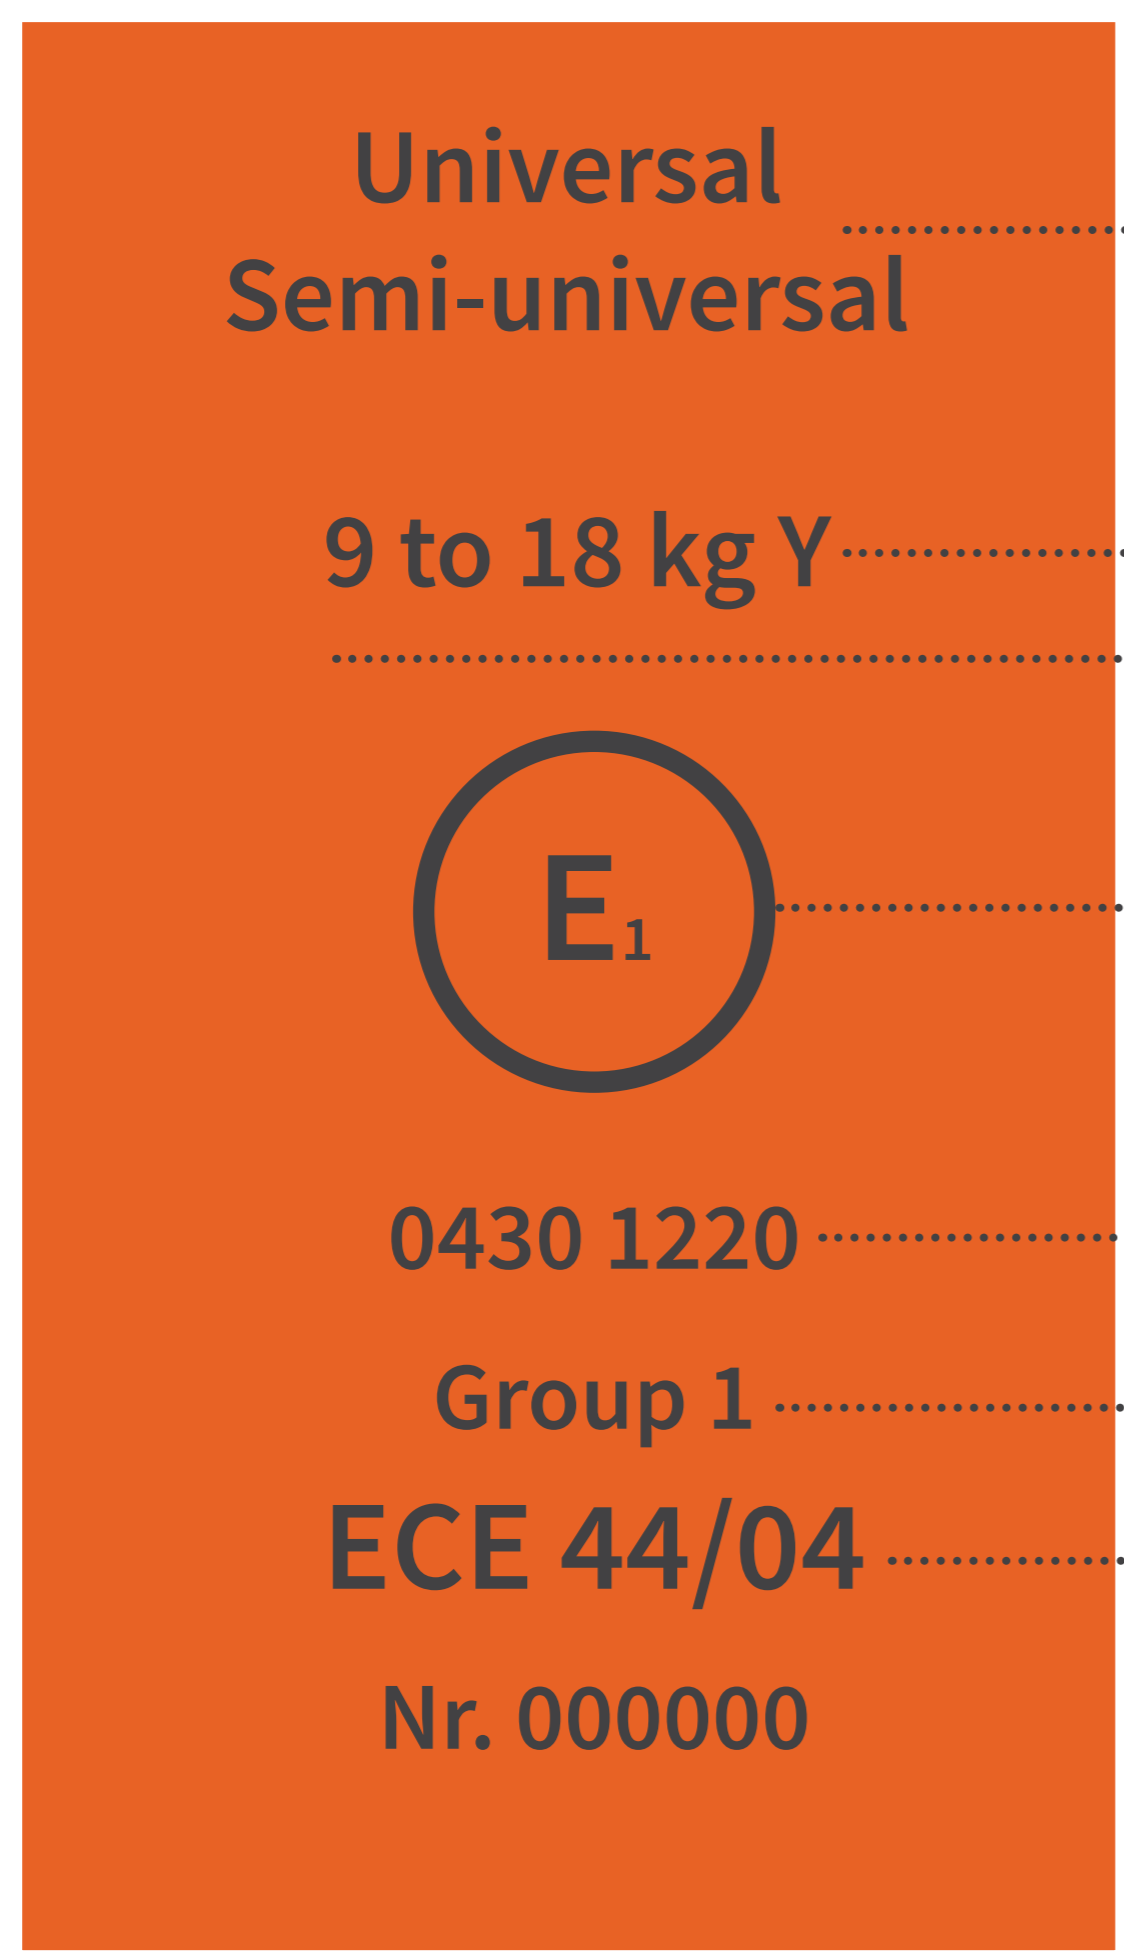 Universal
Semi-universal
9 to 18 kg Y
E1
0430 1220
Group 1
ECE 44/04
Nr. 000000